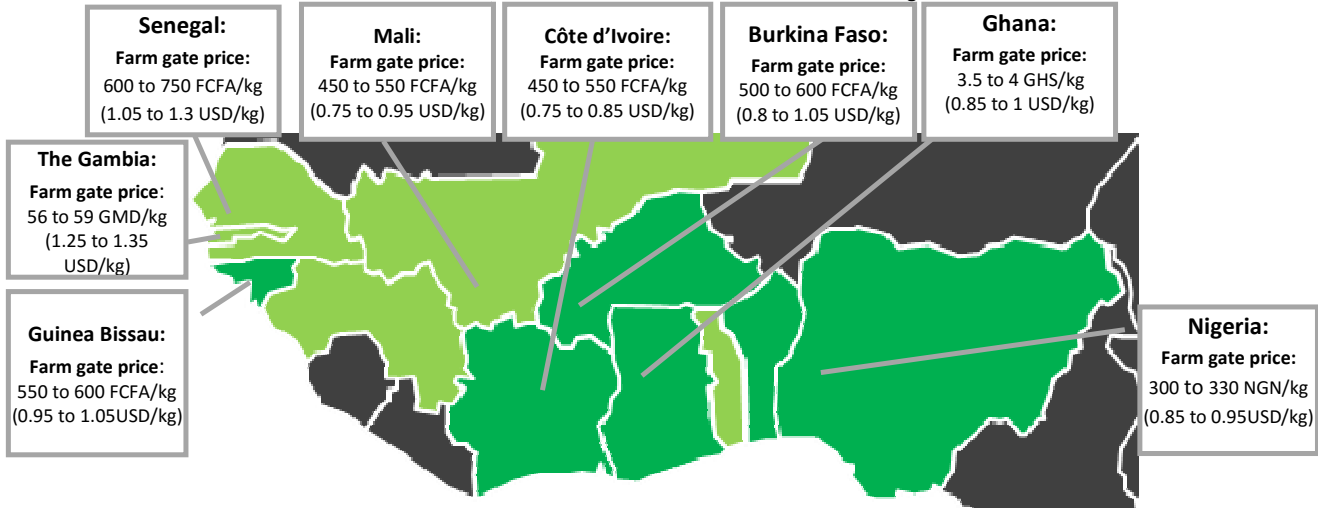 Senegal:
Farm gate price:
600 to 750 FCFA/kg
(1.05 to 1.3 USD/kg)
Mali:
Farm gate price:
450 to 550 FCFA/kg
(0.75 to 0.95 USD/kg)
Côte d’Ivoire:
Farm gate price:
450 to 550 FCFA/kg
(0.75 to 0.85 USD/kg)
Burkina Faso:
Farm gate price:
500 to 600 FCFA/kg
(0.8 to 1.05 USD/kg)
Ghana:
Farm gate price:
3.5 to 4 GHS/kg
(0.85 to 1 USD/kg)
The Gambia:
Farm gate price:
56 to 59 GMD/kg
(1.25 to 1.35
USD/kg)
Guinea Bissau:
Farm gate price:
550 to 600 FCFA/kg
(0.95 to 1.05USD/kg)
Nigeria:
Farm gate price:
300 to 330 NGN/kg
(0.85 to 0.95USD/kg)